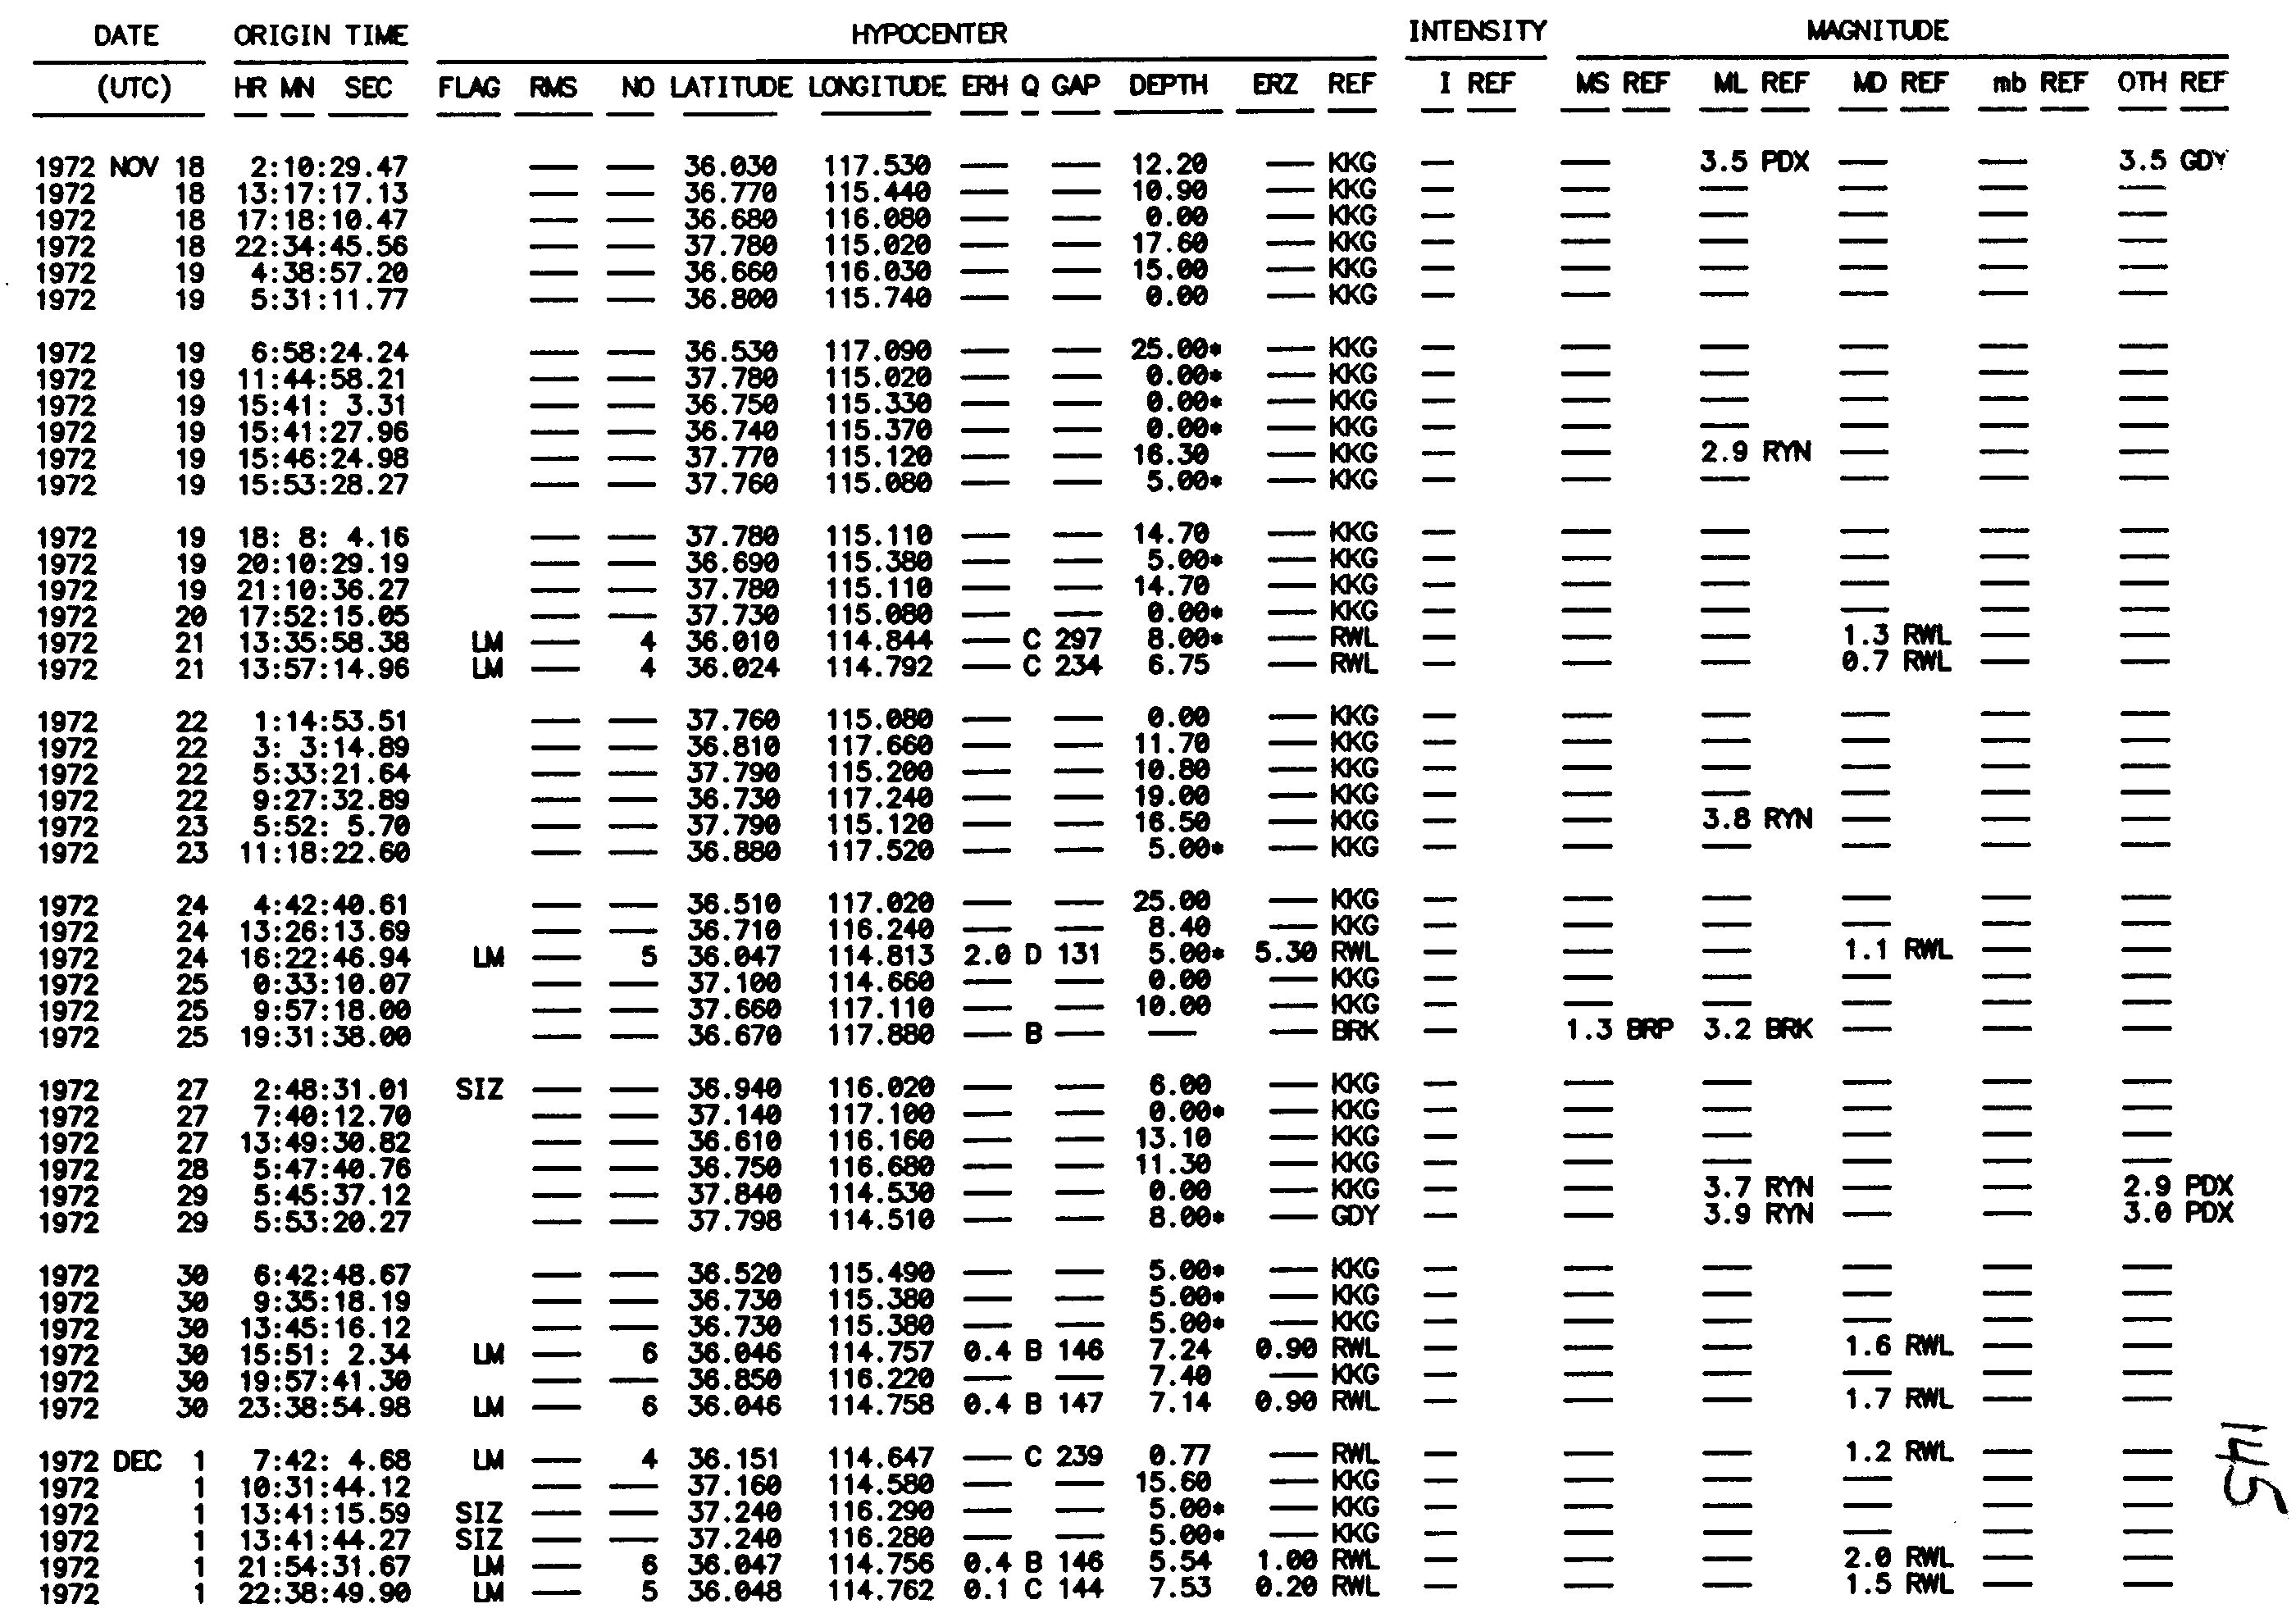 DATE ORIGIN TIME HYPOCENTER INTENSITY MAGNITUDE
(UTC) HR MN SEC FLAG RMS NO LATITUDE LONGITUDE ERH Q GAP DEPTH ERZ REF I REF MS REF ML REF MD REF mb REF OTH REF
1972 NOV 18 2:10:29.47 — — 36.030 117.530 — — 12.20 — KKG — — 3.5 PDX — — 3.5 GDY
1972 18 13:17:17.13 — — 36.770 115.440 — — 10.90 — KKG — — — — — —
1972 18 17:18:10.47 — — 36.680 116.080 — — 0.00 — KKG — — — — — —
1972 18 22:34:45.56 — — 37.780 115.020 — — 17.60 — KKG — — — — — —
1972 19 4:38:57.20 — — 36.660 116.030 — — 15.00 — KKG — — — — — —
1972 19 5:31:11.77 — — 36.800 115.740 — — 0.00 — KKG — — — — — —
1972 19 6:58:24.24 — — 36.530 117.090 — — 25.00* — KKG — — — — — —
1972 19 11:44:58.21 — — 37.780 115.020 — — 0.00* — KKG — — — — — —
1972 19 15:41: 3.31 — — 36.750 115.330 — — 0.00* — KKG — — — — — —
1972 19 15:41:27.96 — — 36.740 115.370 — — 0.00* — KKG — — — — — —
1972 19 15:46:24.98 — — 37.770 115.120 — — 16.30 — KKG — — 2.9 RYN — — —
1972 19 15:53:28.27 — — 37.760 115.080 — — 5.00* — KKG — — — — — —
1972 19 18: 8: 4.16 — — 37.780 115.110 — — 14.70 — KKG — — — — — —
1972 19 20:10:29.19 — — 36.690 115.380 — — 5.00* — KKG — — — — — —
1972 19 21:10:36.27 — — 37.780 115.110 — — 14.70 — KKG — — — — — —
1972 20 17:52:15.05 — — 37.730 115.080 — — 0.00* — KKG — — — — — —
1972 21 13:35:58.38 LM — 4 36.010 114.844 — C 297 8.00* — RWL — — — 1.3 RWL — —
1972 21 13:57:14.96 LM — 4 36.024 114.792 — C 234 6.75 — RWL — — — 0.7 RWL — —
1972 22 1:14:53.51 — — 37.760 115.080 — — 0.00 — KKG — — — — — —
1972 22 3: 3:14.89 — — 36.810 117.660 — — 11.70 — KKG — — — — — —
1972 22 5:33:21.64 — — 37.790 115.200 — — 10.80 — KKG — — — — — —
1972 22 9:27:32.89 — — 36.730 117.240 — — 19.00 — KKG — — — — — —
1972 23 5:52: 5.70 — — 37.790 115.120 — — 16.50 — KKG — — 3.8 RYN — — —
1972 23 11:18:22.60 — — 36.880 117.520 — — 5.00* — KKG — — — — — —
1972 24 4:42:40.61 — — 36.510 117.020 — — 25.00 — KKG — — — — — —
1972 24 13:26:13.69 — — 36.710 116.240 — — 8.40 — KKG — — — — — —
1972 24 16:22:46.94 LM — 5 36.047 114.813 2.0 D 131 5.00* 5.30 RWL — — — 1.1 RWL — —
1972 25 0:33:10.07 — — 37.100 114.660 — — 0.00 — KKG — — — — — —
1972 25 9:57:18.00 — — 37.660 117.110 — — 10.00 — KKG — — — — — —
1972 25 19:31:38.00 — — 36.670 117.880 — B — — — BRK — 1.3 BRP 3.2 BRK — — —
1972 27 2:48:31.01 SIZ — — 36.940 116.020 — — 6.00 — KKG — — — — — —
1972 27 7:40:12.70 — — 37.140 117.100 — — 0.00* — KKG — — — — — —
1972 27 13:49:30.82 — — 36.610 116.160 — — 13.10 — KKG — — — — — —
1972 28 5:47:40.76 — — 36.750 116.680 — — 11.30 — KKG — — — — — —
1972 29 5:45:37.12 — — 37.840 114.530 — — 0.00 — KKG — — 3.7 RYN — — 2.9 PDX
1972 29 5:53:20.27 — — 37.798 114.510 — — 8.00* — GDY — — 3.9 RYN — — 3.0 PDX
1972 30 6:42:48.67 — — 36.520 115.490 — — 5.00* — KKG — — — — — —
1972 30 9:35:18.19 — — 36.730 115.380 — — 5.00* — KKG — — — — — —
1972 30 13:45:16.12 — — 36.730 115.380 — — 5.00* — KKG — — — — — —
1972 30 15:51: 2.34 LM — 6 36.046 114.757 0.4 B 146 7.24 0.90 RWL — — — 1.6 RWL — —
1972 30 19:57:41.30 — — 36.850 116.220 — — 7.40 — KKG — — — — — —
1972 30 23:38:54.98 LM — 6 36.046 114.758 0.4 B 147 7.14 0.90 RWL — — — 1.7 RWL — —
1972 DEC 1 7:42: 4.68 LM — 4 36.151 114.647 — C 239 0.77 — RWL — — — 1.2 RWL — —
1972 1 10:31:44.12 — — 37.160 114.580 — — 15.60 — KKG — — — — — —
1972 1 13:41:15.59 SIZ — — 37.240 116.290 — — 5.00* — KKG — — — — — —
1972 1 13:41:44.27 SIZ — — 37.240 116.280 — — 5.00* — KKG — — — — — —
1972 1 21:54:31.67 LM — 6 36.047 114.756 0.4 B 146 5.54 1.00 RWL — — — 2.0 RWL — —
1972 1 22:38:49.90 LM — 5 36.048 114.762 0.1 C 144 7.53 0.20 RWL — — — 1.5 RWL — —
145